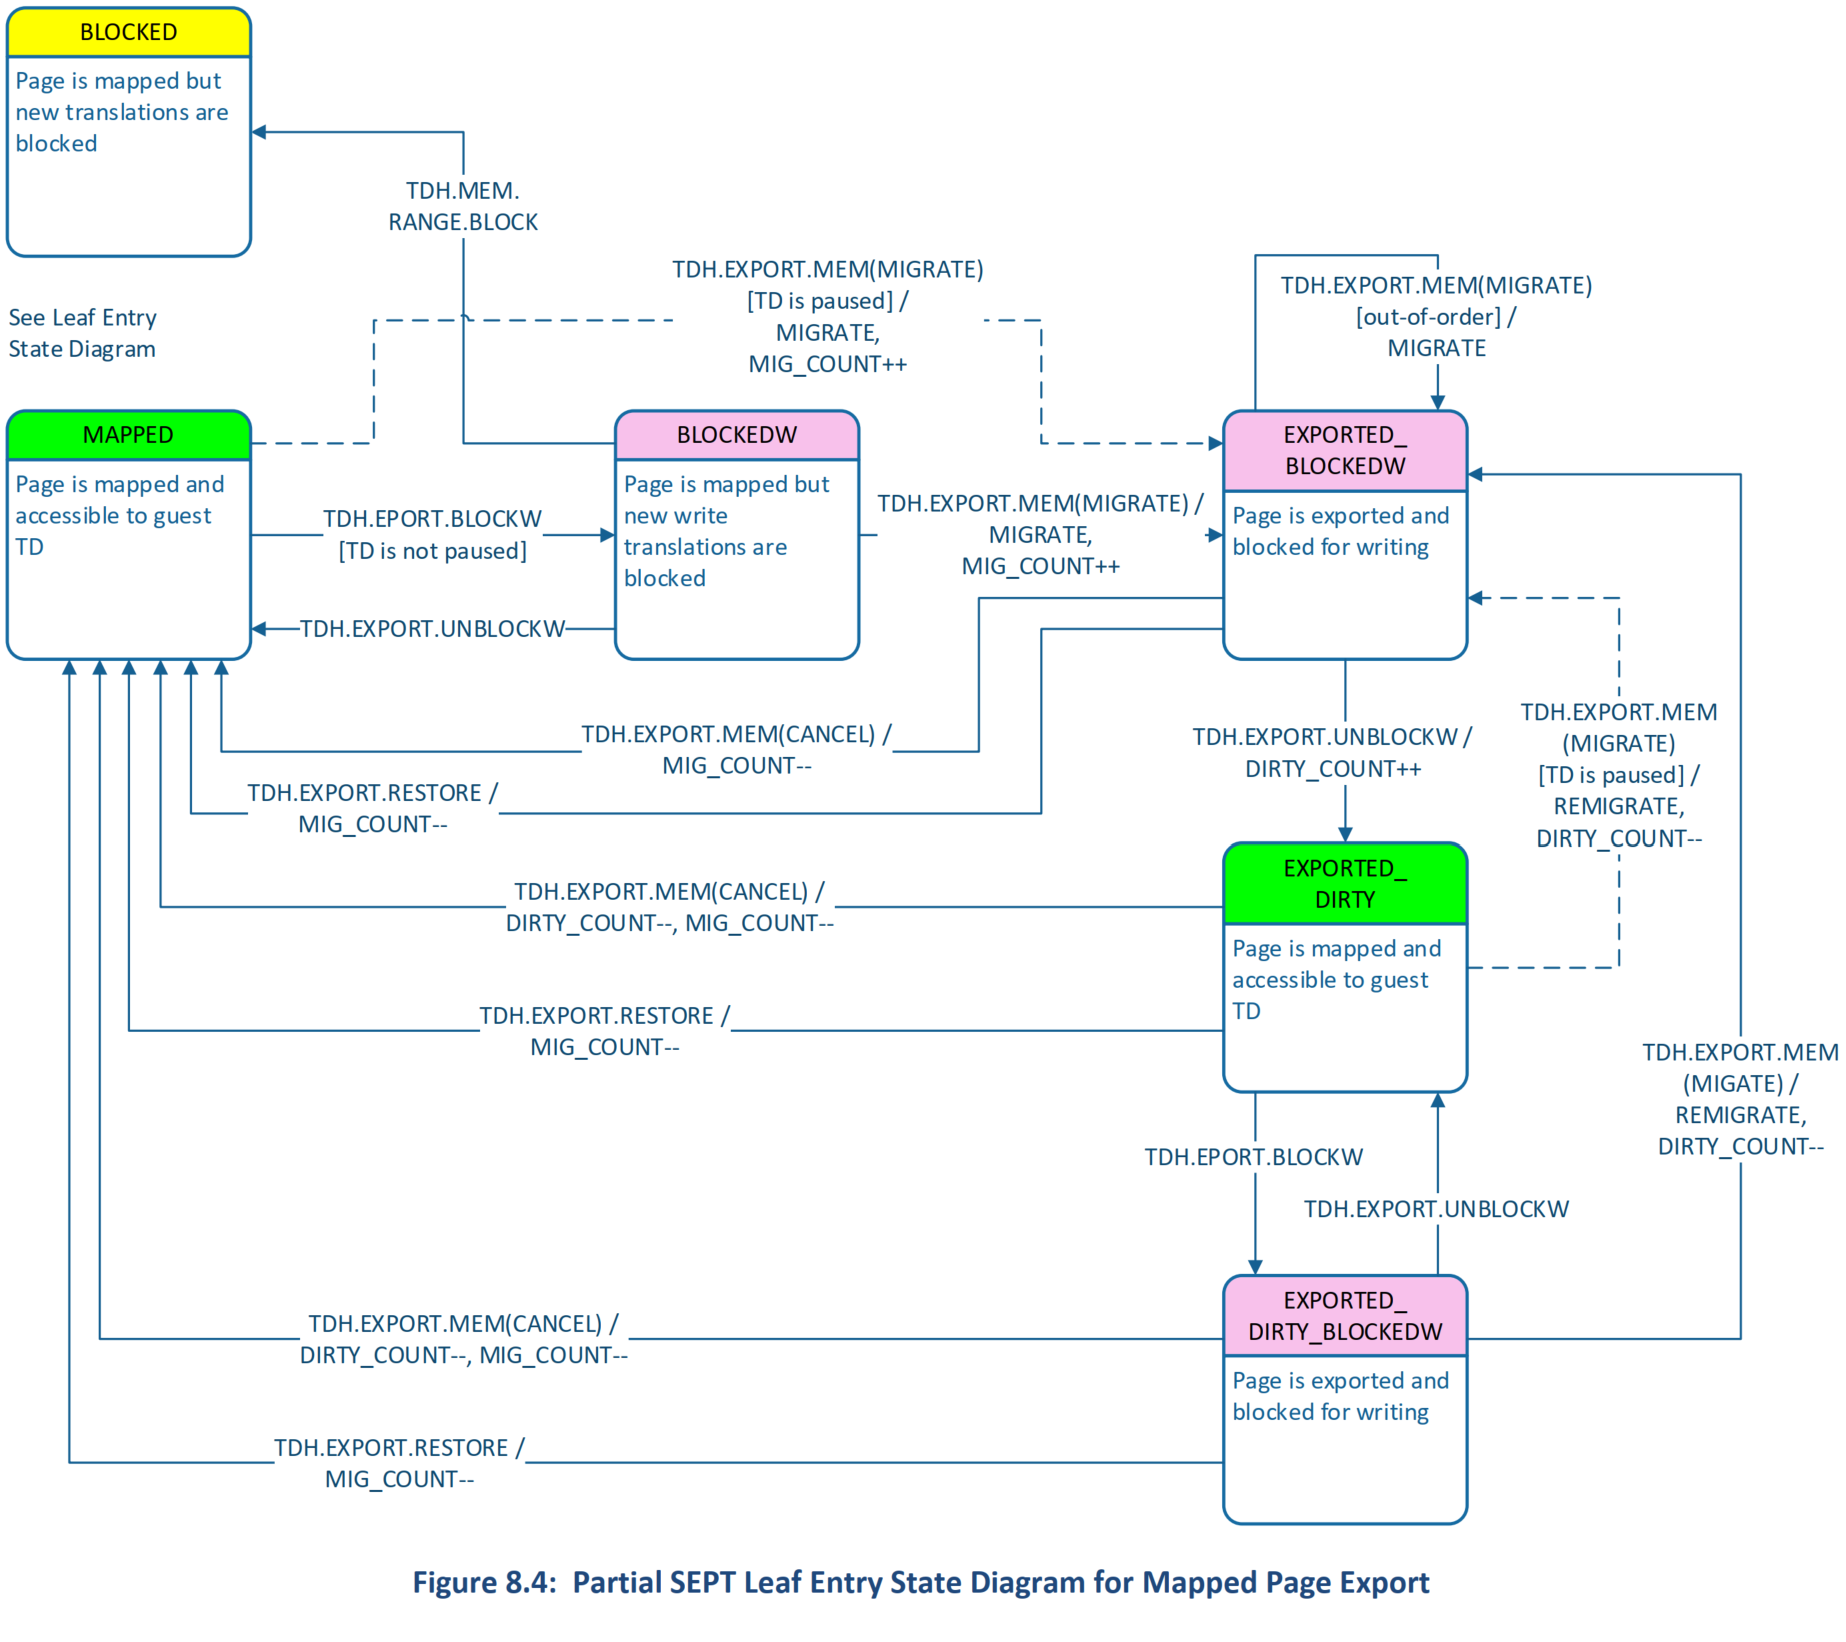 BLOCKED
Page is mapped but
new translations are
blocked
TDH.MEM.
RANGE.BLOCK
See Leaf Entry
State Diagram
TDH.EXPORT.MEM(MIGRATE)
[TD is paused] /
MIGRATE,
MIG_COUNT++
TDH.EXPORT.MEM(MIGRATE)
[out-of-order] /
MIGRATE
MAPPED
Page is mapped and
accessible to guest
TD
TDH.EPORT.BLOCKW
[TD is not paused]
TDH.EXPORT.UNBLOCKW
BLOCKEDW
Page is mapped but
new write
translations are
blocked
TDH.EXPORT.MEM(MIGRATE) /
MIGRATE,
MIG_COUNT++
EXPORTED_
BLOCKEDW
Page is exported and
blocked for writing
TDH.EXPORT.MEM(CANCEL) /
MIG_COUNT--
TDH.EXPORT.RESTORE /
MIG_COUNT--
TDH.EXPORT.UNBLOCKW /
DIRTY_COUNT++
TDH.EXPORT.MEM
(MIGRATE)
[TD is paused] /
REMIGRATE,
DIRTY_COUNT--
TDH.EXPORT.MEM(CANCEL) /
DIRTY_COUNT--, MIG_COUNT--
EXPORTED_
DIRTY
Page is mapped and
accessible to guest
TD
TDH.EXPORT.RESTORE /
MIG_COUNT--
TDH.EXPORT.MEM
(MIGATE) /
REMIGRATE,
DIRTY_COUNT--
TDH.EPORT.BLOCKW
TDH.EXPORT.UNBLOCKW
TDH.EXPORT.MEM(CANCEL) /
DIRTY_COUNT--, MIG_COUNT--
EXPORTED_
DIRTY_BLOCKEDW
Page is exported and
blocked for writing
TDH.EXPORT.RESTORE /
MIG_COUNT--
Figure 8.4: Partial SEPT Leaf Entry State Diagram for Mapped Page Export